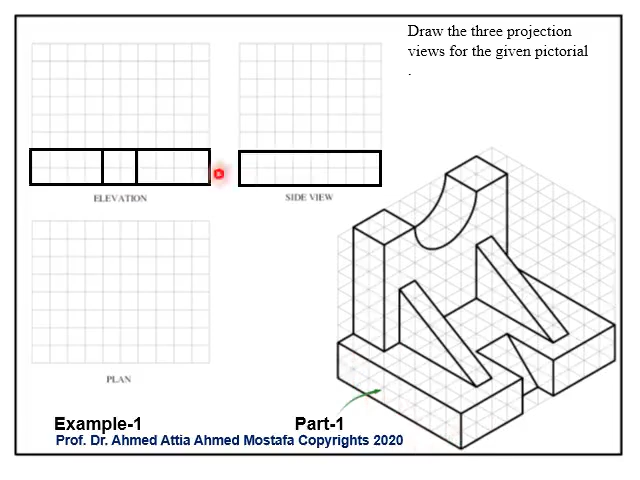 Draw the three projection
views for the given pictorial
.
ELEVATION
SIDE VIEW
PLAN
Example-1
Part-1
Prof. Dr. Ahmed Attia Ahmed Mostafa Copyrights 2020